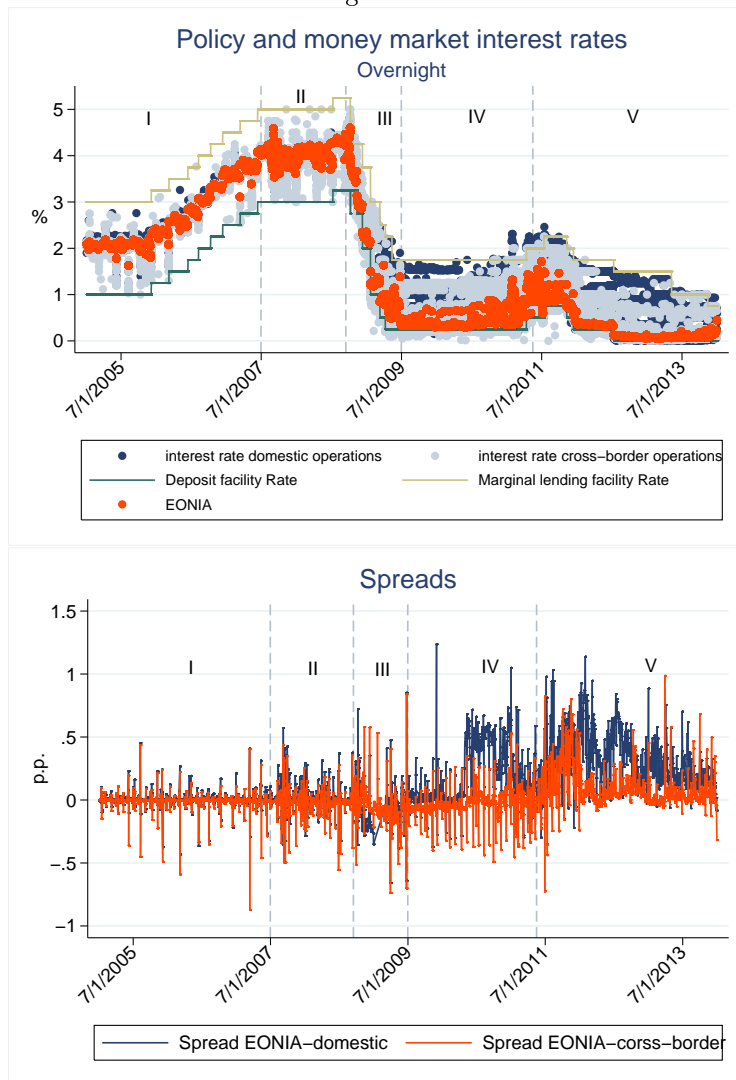 Policy and money market interest rates
Overnight
I
II
III
IV
V
5
4
3
2
1
0
%
7/1/2005
7/1/2007
7/1/2009
7/1/2011
7/1/2013
interest rate domestic operations
interest rate cross−border operations
Deposit facility Rate
Marginal lending facility Rate
EONIA
Spreads
1.5
1
.5
0
−.5
−1
p.p.
I
II
III
IV
V
7/1/2005
7/1/2007
7/1/2009
7/1/2011
7/1/2013
Spread EONIA−domestic
Spread EONIA−corss−border